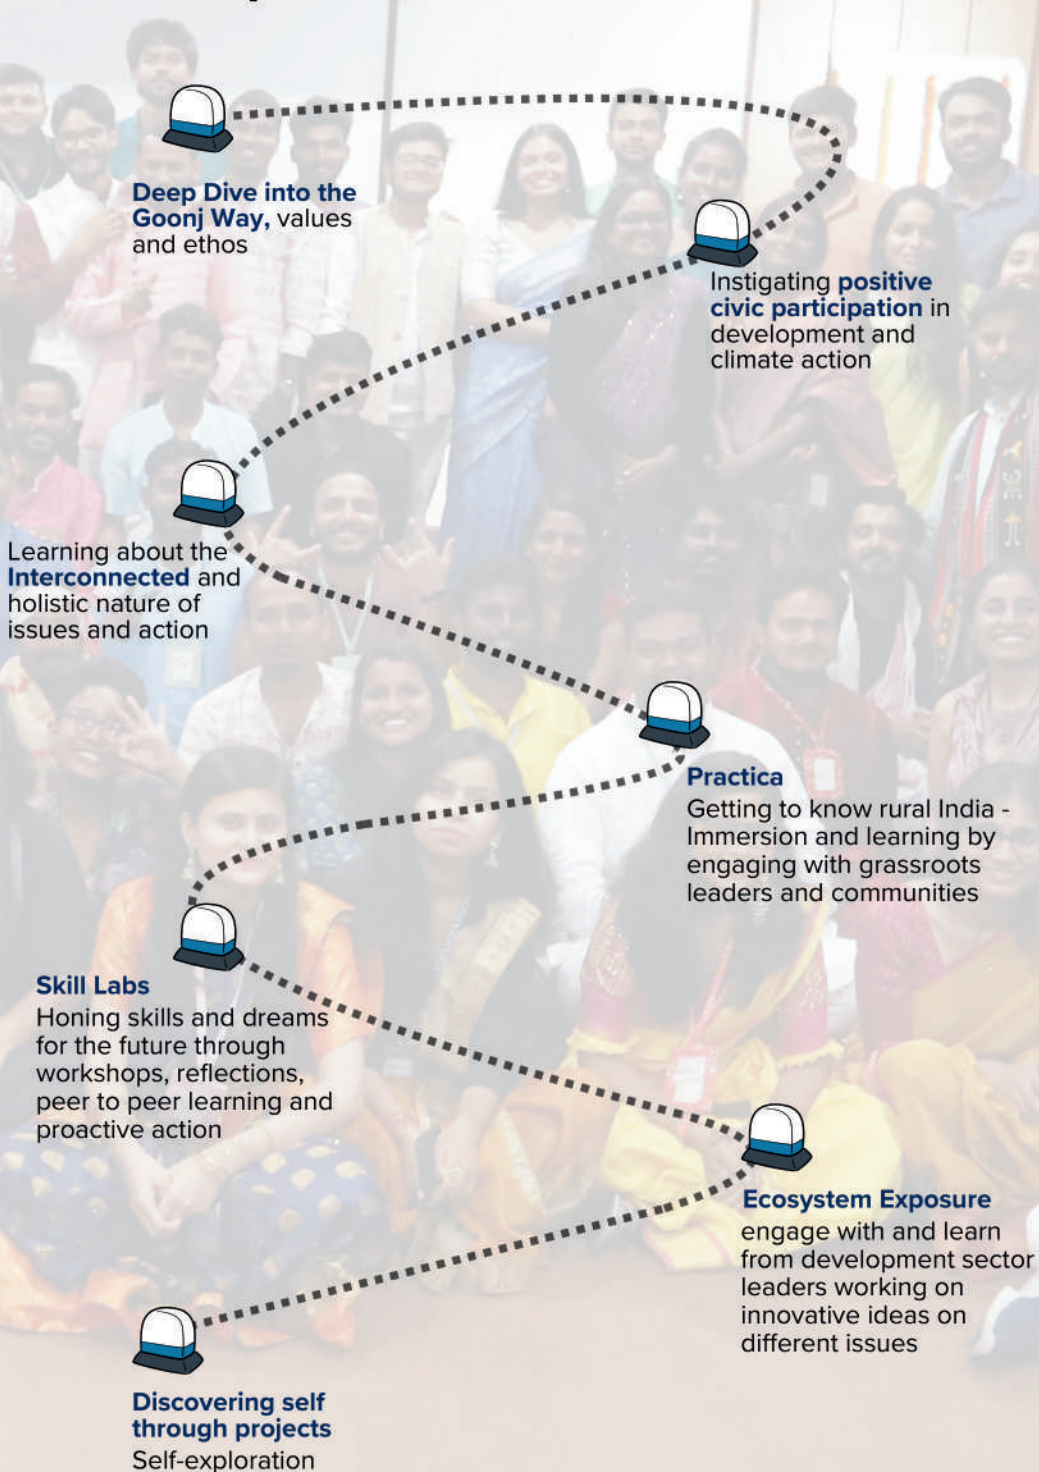 Deep Dive into the
Goonj Way, values
and ethos
Instigating positive
civic participation in
development and
climate action
Learning about the
Interconnected and
holistic nature of
issues and action
Practica
Getting to know rural India -
Immersion and learning by
engaging with grassroots
leaders and communities
Skill Labs
Honing skills and dreams
for the future through
workshops, reflections,
peer to peer learning and
proactive action
Ecosystem Exposure
engage with and learn
from development sector
leaders working on
innovative ideas on
different issues
Discovering self
through projects
Self-exploration